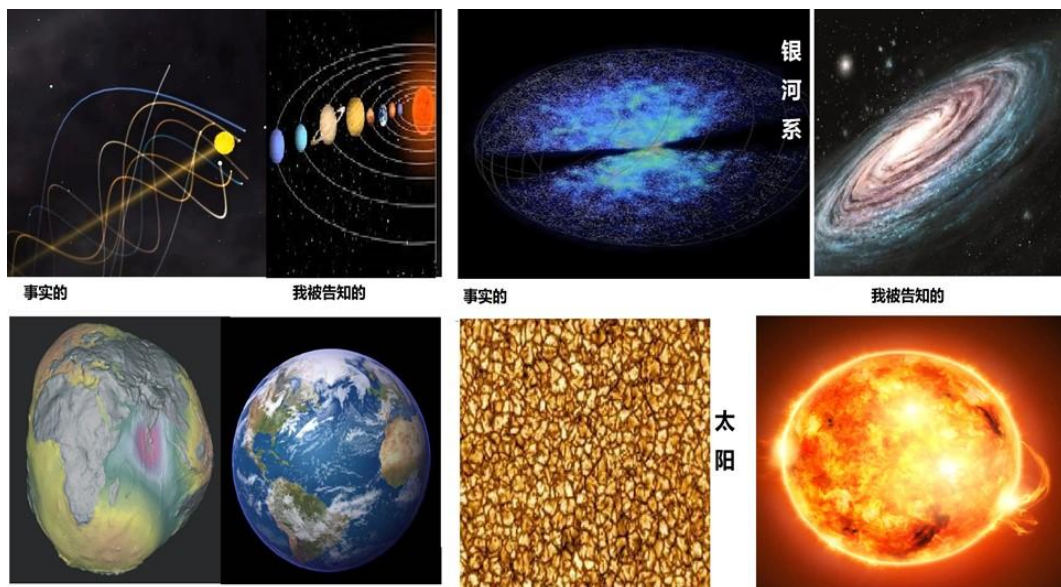 银河系
事实的
我被告知的
事实的
我被告知的
太阳